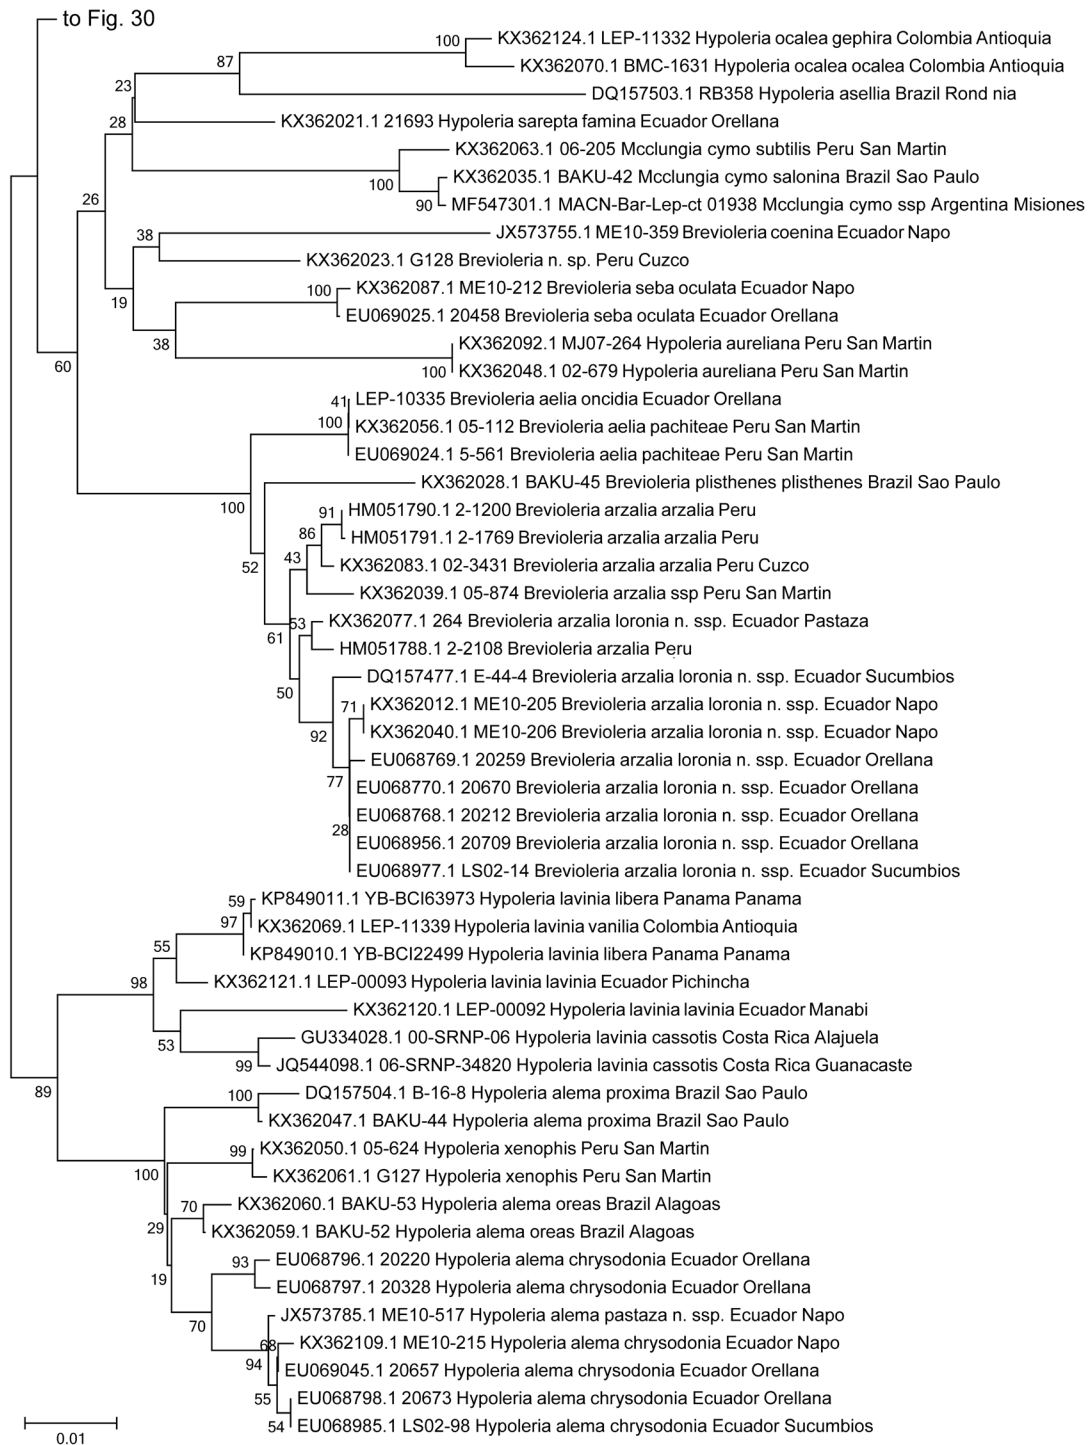 to Fig. 30
100
KX362124.1 LEP-11332 Hypoleria ocalea gephira Colombia Antioquia
87
KX362070.1 BMC-1631 Hypoleria ocalea ocalea Colombia Antioquia
23
DQ157503.1 RB358 Hypoleria asellia Brazil Rond nia
28
KX362021.1 21693 Hypoleria sarepta famina Ecuador Orellana
KX362063.1 06-205 Mcclungia cymo subtilis Peru San Martin
100
KX362035.1 BAKU-42 Mcclungia cymo salonina Brazil Sao Paulo
26
90
MF547301.1 MACN-Bar-Lep-ct 01938 Mcclungia cymo ssp Argentina Misiones
38
JX573755.1 ME10-359 Brevioleria coenina Ecuador Napo
KX362023.1 G128 Brevioleria n. sp. Peru Cuzco
19
100
KX362087.1 ME10-212 Brevioleria seba oculata Ecuador Napo
EU069025.1 20458 Brevioleria seba oculata Ecuador Orellana
38
KX362092.1 MJ07-264 Hypoleria aureliana Peru San Martin
60
100
KX362048.1 02-679 Hypoleria aureliana Peru San Martin
41
LEP-10335 Brevioleria aelia oncidia Ecuador Orellana
100
KX362056.1 05-112 Brevioleria aelia pachiteae Peru San Martin
EU069024.1 5-561 Brevioleria aelia pachiteae Peru San Martin
KX362028.1 BAKU-45 Brevioleria plisthenes plisthenes Brazil Sao Paulo
100
91
HM051790.1 2-1200 Brevioleria arzalia arzalia Peru
86
HM051791.1 2-1769 Brevioleria arzalia arzalia Peru
43
52
KX362083.1 02-3431 Brevioleria arzalia arzalia Peru Cuzco
KX362039.1 05-874 Brevioleria arzalia ssp Peru San Martin
61
53
KX362077.1 264 Brevioleria arzalia loronia n. ssp. Ecuador Pastaza
HM051788.1 2-2108 Brevioleria arzalia Peru
50
DQ157477.1 E-44-4 Brevioleria arzalia loronia n. ssp. Ecuador Sucumbios
71
KX362012.1 ME10-205 Brevioleria arzalia loronia n. ssp. Ecuador Napo
92
KX362040.1 ME10-206 Brevioleria arzalia loronia n. ssp. Ecuador Napo
EU068769.1 20259 Brevioleria arzalia loronia n. ssp. Ecuador Orellana
77
EU068770.1 20670 Brevioleria arzalia loronia n. ssp. Ecuador Orellana
EU068768.1 20212 Brevioleria arzalia loronia n. ssp. Ecuador Orellana
28
EU068956.1 20709 Brevioleria arzalia loronia n. ssp. Ecuador Orellana
EU068977.1 LS02-14 Brevioleria arzalia loronia n. ssp. Ecuador Sucumbios
59
KP849011.1 YB-BCI63973 Hypoleria lavinia libera Panama Panama
97
KX362069.1 LEP-11339 Hypoleria lavinia vanilia Colombia Antioquia
55
KP849010.1 YB-BCI22499 Hypoleria lavinia libera Panama Panama
98
KX362121.1 LEP-00093 Hypoleria lavinia lavinia Ecuador Pichincha
KX362120.1 LEP-00092 Hypoleria lavinia lavinia Ecuador Manabi
53
GU334028.1 00-SRNP-06 Hypoleria lavinia cassotis Costa Rica Alajuela
99
JQ544098.1 06-SRNP-34820 Hypoleria lavinia cassotis Costa Rica Guanacaste
89
100
DQ157504.1 B-16-8 Hypoleria alema proxima Brazil Sao Paulo
KX362047.1 BAKU-44 Hypoleria alema proxima Brazil Sao Paulo
99
KX362050.1 05-624 Hypoleria xenophis Peru San Martin
100
KX362061.1 G127 Hypoleria xenophis Peru San Martin
70
KX362060.1 BAKU-53 Hypoleria alema oreas Brazil Alagoas
29
KX362059.1 BAKU-52 Hypoleria alema oreas Brazil Alagoas
93
EU068796.1 20220 Hypoleria alema chrysodonia Ecuador Orellana
19
EU068797.1 20328 Hypoleria alema chrysodonia Ecuador Orellana
70
JX573785.1 ME10-517 Hypoleria alema pastaza n. ssp. Ecuador Napo
68
KX362109.1 ME10-215 Hypoleria alema chrysodonia Ecuador Napo
94
EU069045.1 20657 Hypoleria alema chrysodonia Ecuador Orellana
55
EU068798.1 20673 Hypoleria alema chrysodonia Ecuador Orellana
54
EU068985.1 LS02-98 Hypoleria alema chrysodonia Ecuador Sucumbios
0.01